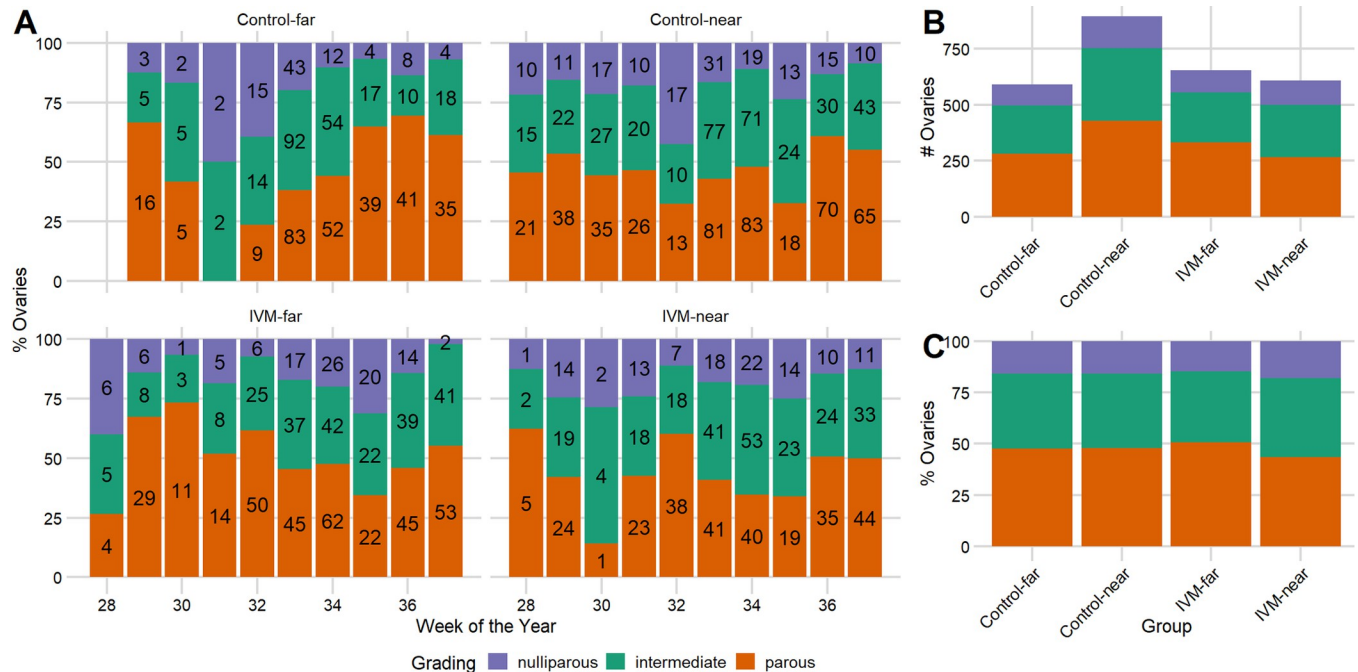 A
Control-far
Control-near
100
75
50
25
0
3 2 2 15 43 12 4 8 4
5 5 2 14 92 54 17 10 18
16 5 9 83 52 39 41 35
10 11 17 10 17 31 19 13 15 10
15 22 27 20 10 77 71 24 30 43
21 38 35 26 13 81 83 18 70 65
% Ovaries
IVM-far
IVM-near
100
75
50
25
0
6 6 1 5 6 17 26 20 14 2
5 8 3 8 25 37 42 22 39 41
4 29 11 14 50 45 62 22 45 53
1 14 2 13 7 18 22 14 10 11
2 19 4 18 18 41 53 23 24 33
5 24 1 23 38 41 40 19 35 44
28 30 32 34 36
28 30 32 34 36
Week of the Year
Grading nulliparous intermediate parous
B
# Ovaries
750
500
250
0
Control-far
Control-near
IVM-far
IVM-near
C
% Ovaries
100
75
50
25
0
Control-far
Control-near
IVM-far
IVM-near
Group